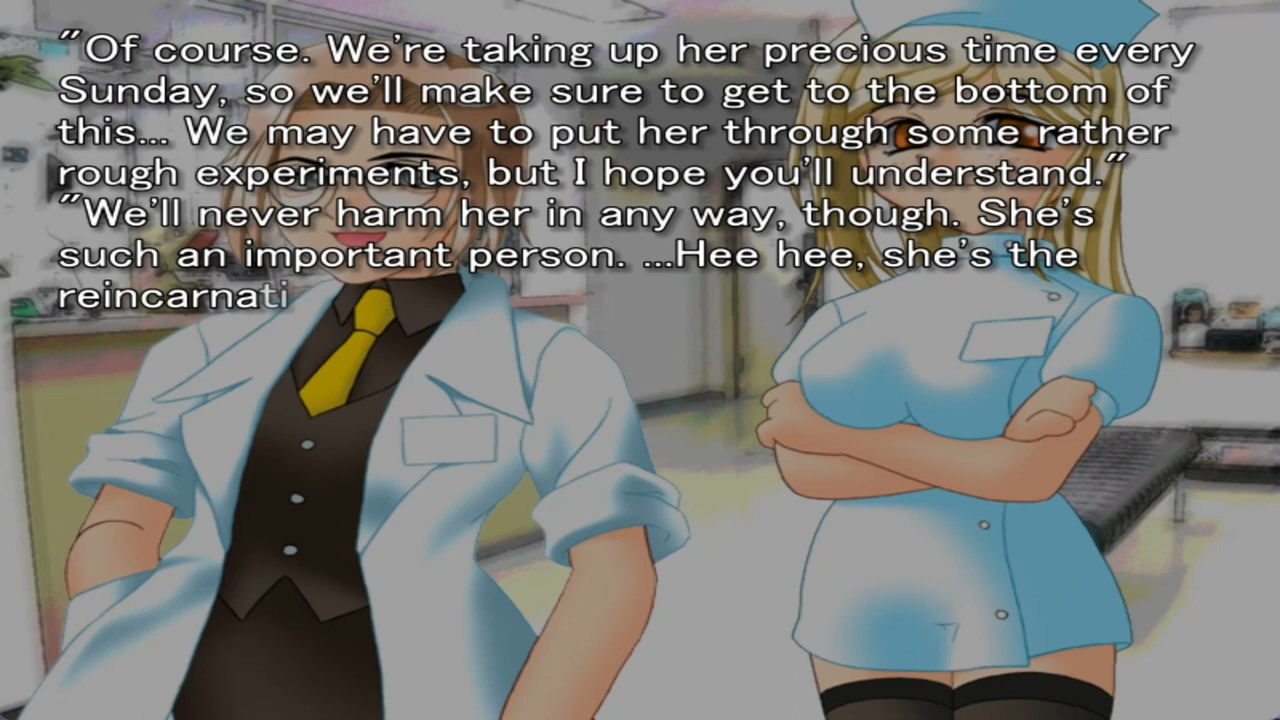 "Of course. We're taking up her precious time every
Sunday, so we'll make sure to get to the bottom of
this... We may have to put her through some rather
rough experiments, but I hope you'll understand."
"We'll never harm her in any way, though. She's
such an important person. ...Hee hee, she's the
reincarnati